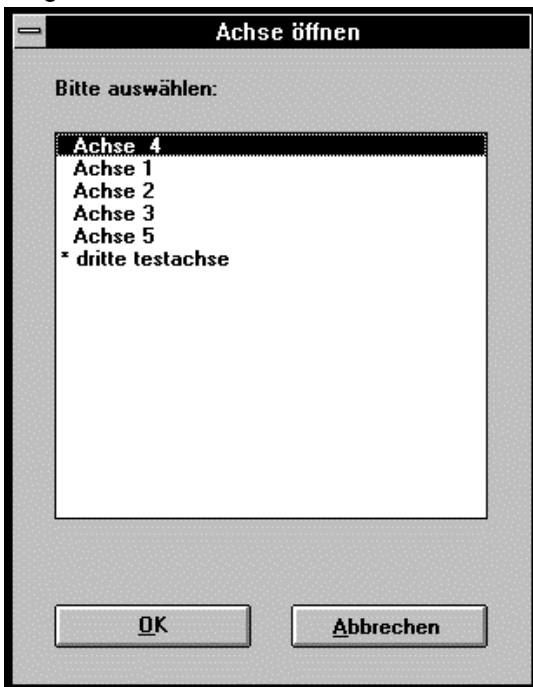 Achse öffnen
Bitte auswählen:
Achse  4
Achse 1
Achse 2
Achse 3
Achse 5
* dritte testachse
OK
Abbrechen